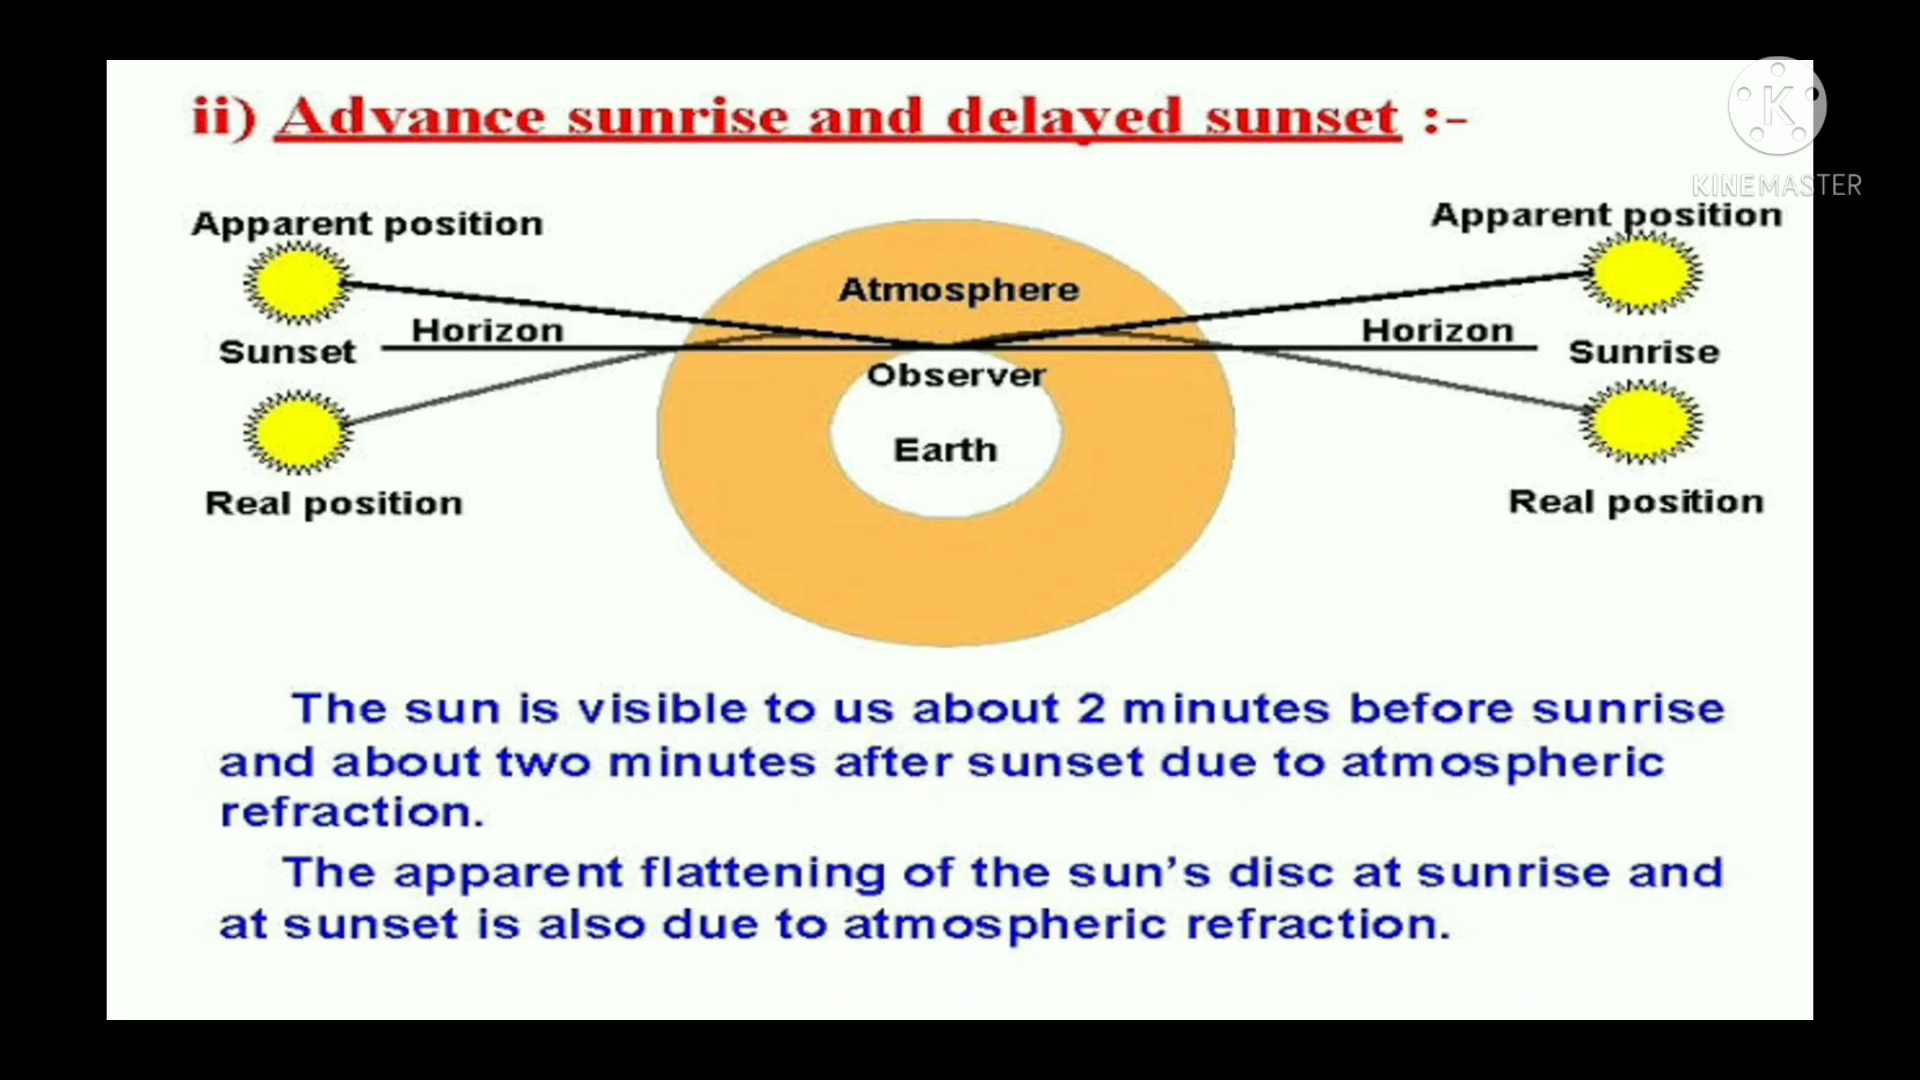 ii) Advance sunrise and delayed sunset :-
KINEMASTER
Apparent position
Apparent position
Atmosphere
Horizon
Horizon
Sunset
Sunrise
Observer
Earth
Real position
Real position
The sun is visible to us about 2 minutes before sunrise
and about two minutes after sunset due to atmospheric
refraction.
The apparent flattening of the sun's disc at sunrise and
at sunset is also due to atmospheric refraction.